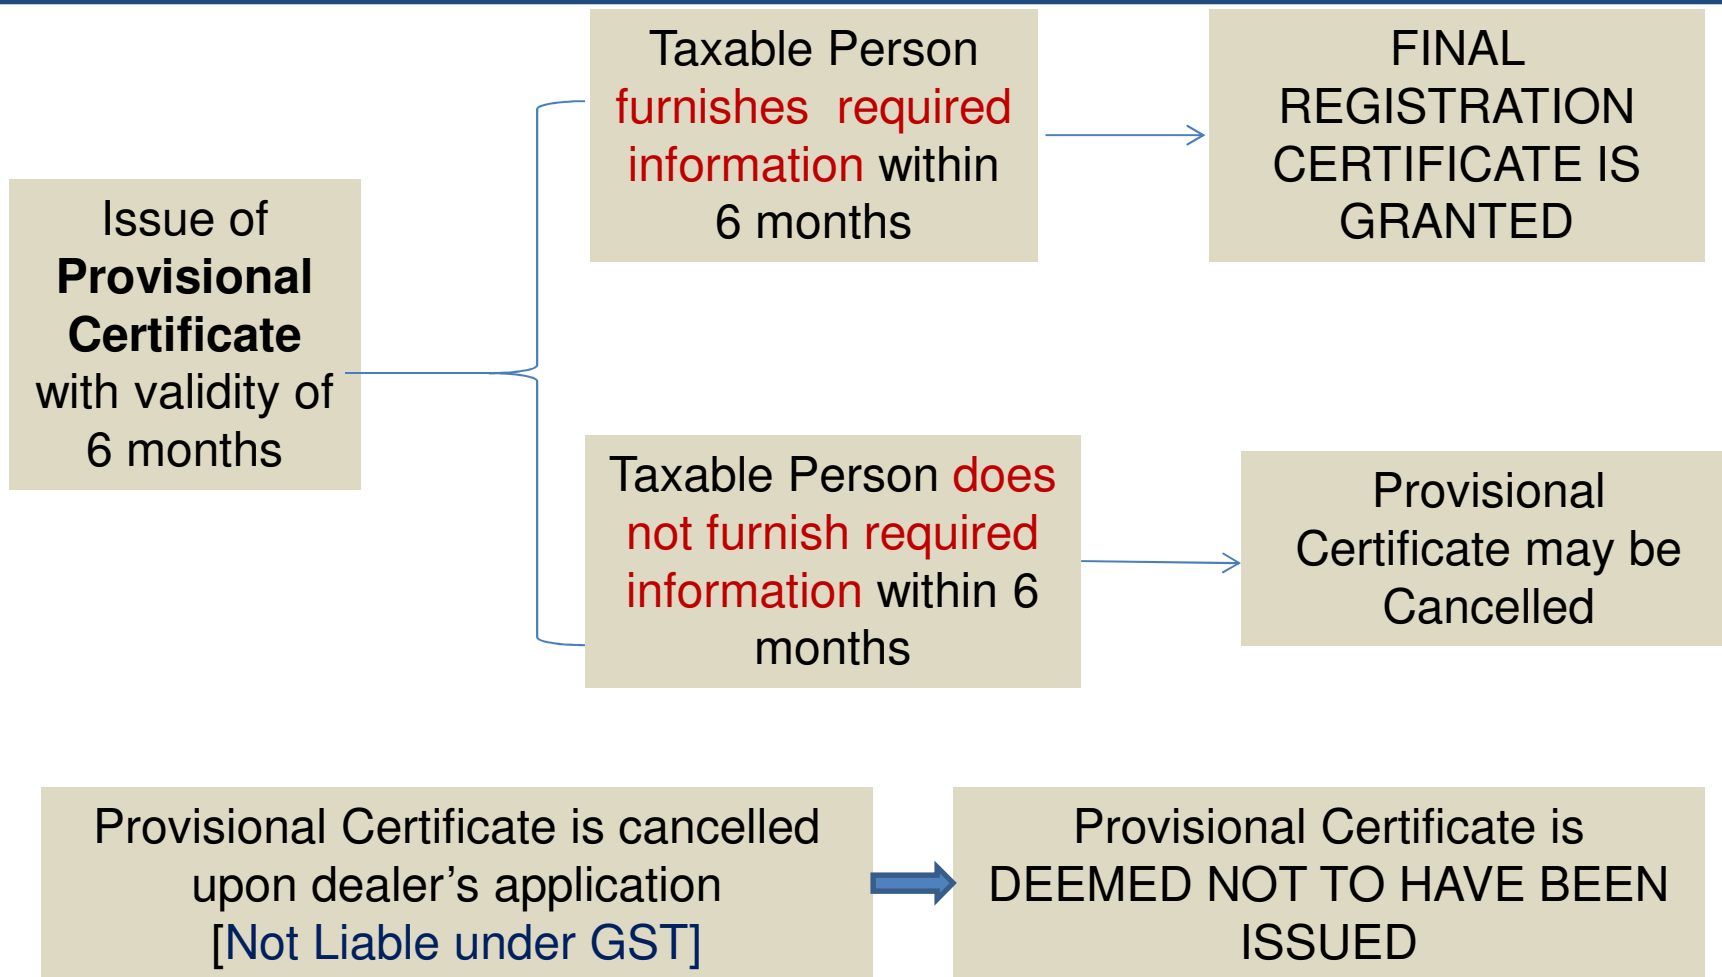 Issue of
Provisional
Certificate
with validity of
6 months
Taxable Person
furnishes required
information within
6 months
FINAL
REGISTRATION
CERTIFICATE IS
GRANTED
Taxable Person does
not furnish required
information within 6
months
Provisional
Certificate may be
Cancelled
Provisional Certificate is cancelled
upon dealer’s application
[Not Liable under GST]
Provisional Certificate is
DEEMED NOT TO HAVE BEEN
ISSUED